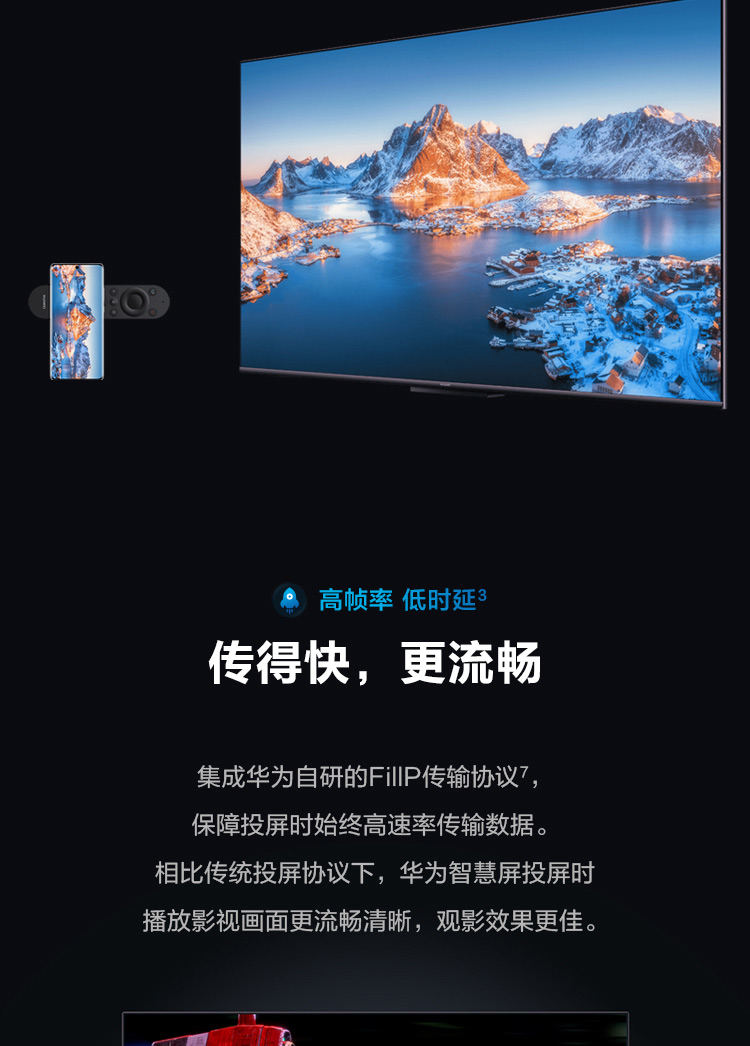 高帧率 低时延3
传得快，更流畅
集成华为自研的FillP传输协议7，
保障投屏时始终高速率传输数据。
相比传统投屏协议下，华为智慧屏投屏时
播放影视画面更流畅清晰，观影效果更佳。